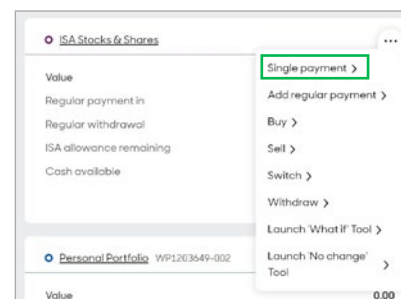 ISA Stocks & Shares
...
Value
Regular payment in
Regular withdrawal
ISA allowance remaining
Cash available
Single payment >
Add regular payment >
Buy >
Sell >
Switch >
Withdraw >
Launch 'What if' Tool >
Launch 'No change'
Tool >
Personal Portfolio WP1203649-002
Value 0.00